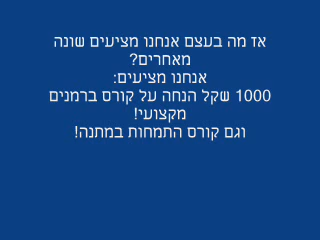 אז מה בעצם אנחנו מציעים שונה
מאחרים?
אנחנו מציעים:
1000 שקל הנחה על קורס ברמנים
מקצועי!
וגם קורס התמחות במתנה!